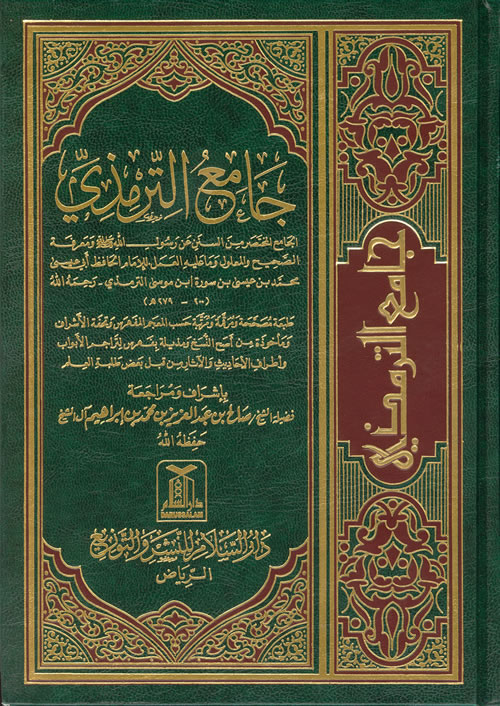 جامع الترمذي
الجامع المختصر من السنن عن رسول الله ﷺ ومعرفة
الصحيح والمعلول وما عليه العمل للإمام الحافظ أبي عيسى
محمد بن عيسى بن سورة ابن موسى الترمذي - رحمه الله
(٢٠٠ - ٢٧٩ هـ)
طبعة مصححة ومرقمة ومرتبة حسب المعجم المفهرس وتحفة الأشراف
ومأخوذة من أصح النسخ ومذيلة بفهرس لتراجم الأبواب
وأطراف الأحاديث والآثار من قبل بعض طلبة العلم
بإشراف ومراجعة
فضيلة الشيخ صالح بن عبد العزيز بن محمد بن إبراهيم آل الشيخ
حفظه الله
دار السلام
DARUSSALAM
دار السلام للنشر والتوزيع
الرياض
جامع الترمذي